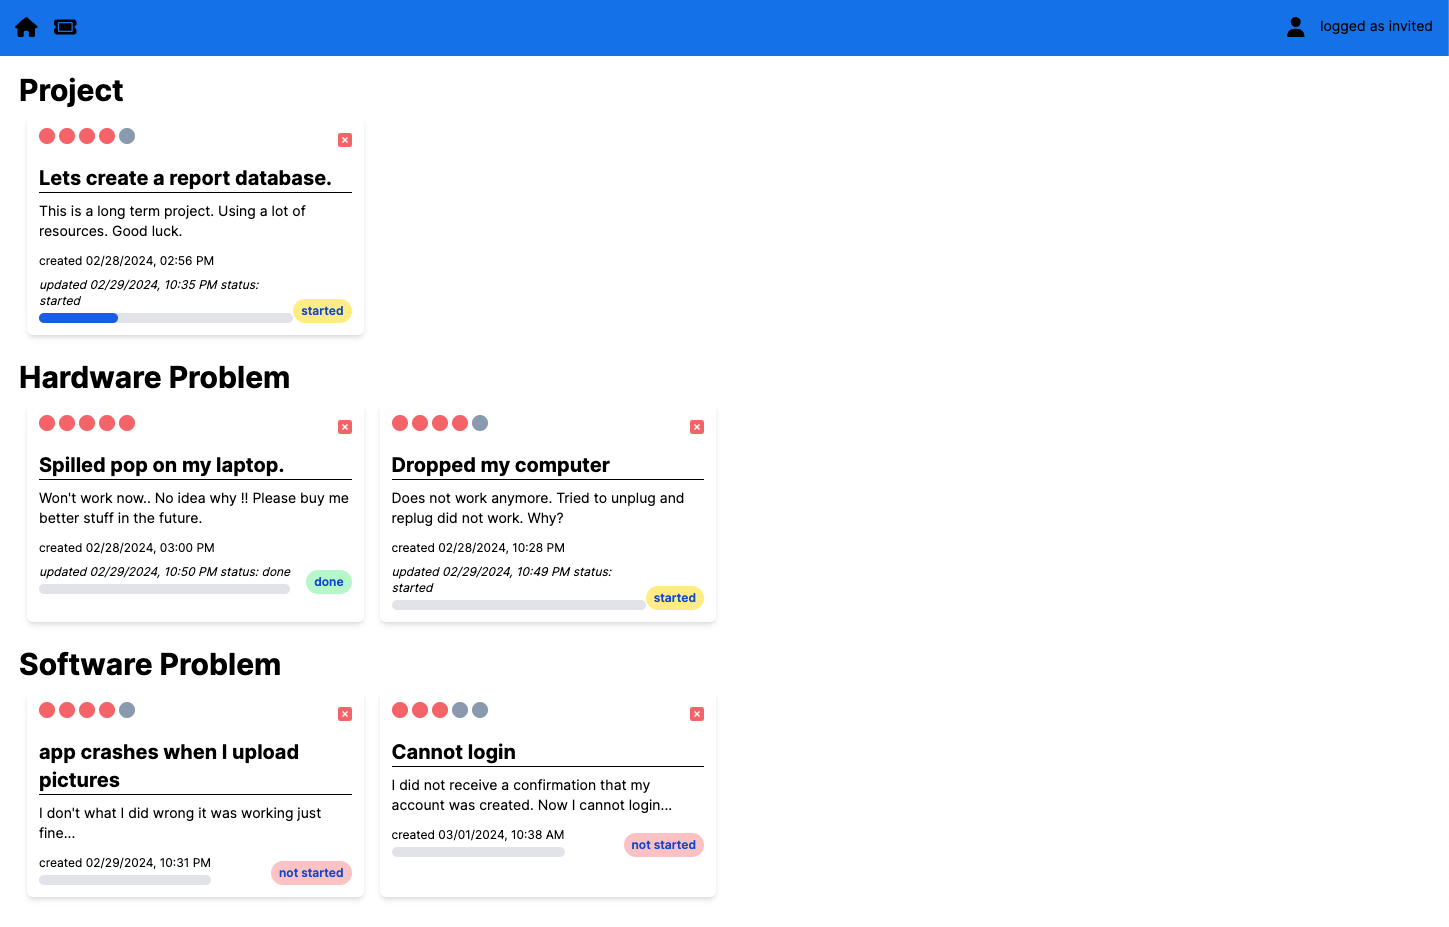 logged as invited
Project
Lets create a report database.
This is a long term project. Using a lot of
resources. Good luck.
created 02/28/2024, 02:56 PM
updated 02/29/2024, 10:35 PM status:
started
started
Hardware Problem
Spilled pop on my laptop.
Won't work now.. No idea why !! Please buy me
better stuff in the future.
created 02/28/2024, 03:00 PM
updated 02/29/2024, 10:50 PM status: done
done
Dropped my computer
Does not work anymore. Tried to unplug and
replug did not work. Why?
created 02/28/2024, 10:28 PM
updated 02/29/2024, 10:49 PM status:
started
started
Software Problem
app crashes when I upload
pictures
I don't what I did wrong it was working just
fine...
created 02/29/2024, 10:31 PM
not started
Cannot login
I did not receive a confirmation that my
account was created. Now I cannot login...
created 03/01/2024, 10:38 AM
not started